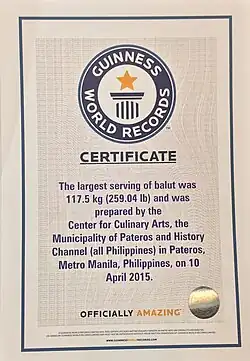 GUINNESS
WORLD RECORDS
CERTIFICATE
The largest serving of balut was
117.5 kg (259.04 lb) and was
prepared by the
Center for Culinary Arts, the
Municipality of Pateros and History
Channel (all Philippines) in Pateros,
Metro Manila, Philippines, on 10
April 2015.
OFFICIALLY AMAZING